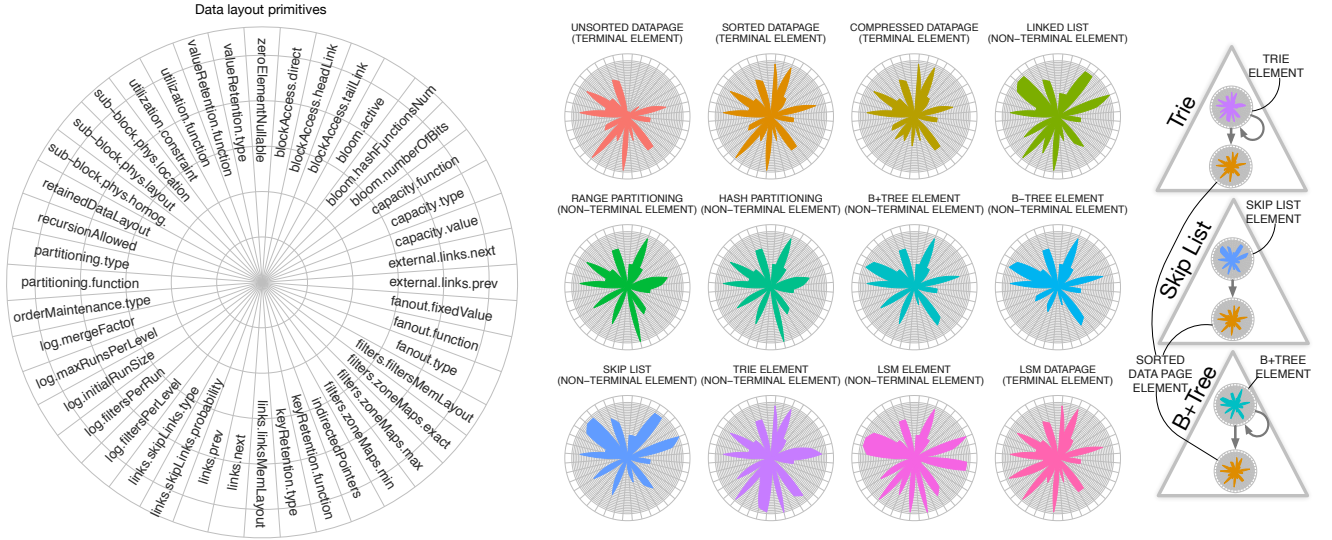 Data layout primitives
zeroElementNullable
blockAccess.direct
blockAccess.headLink
blockAccess.tailLink
bloom.active
bloom.hashFunctionsNum
bloom.numberOfBits
capacity.function
capacity.type
capacity.value
external.links.next
external.links.prev
fanout.fixedValue
fanout.function
fanout.type
filters.filtersMemLayout
filters.zoneMaps.exact
filters.zoneMaps.max
filters.zoneMaps.min
indirectedPointers
keyRetention.function
keyRetention.type
links.linksMemLayout
links.next
links.prev
links.skipLinks.probability
links.skipLinks.type
log.filtersPerLevel
log.filtersPerRun
log.initialRunSize
log.maxRunsPerLevel
log.mergeFactor
orderMaintenance.type
partitioning.function
partitioning.type
recursionAllowed
retainedDataLayout
sub−block.phys.homog.
sub−block.phys.layout
sub−block.phys.location
utilization.constraint
utilization.function
valueRetention.function
valueRetention.type
UNSORTED DATAPAGE
(TERMINAL ELEMENT)
SORTED DATAPAGE
(TERMINAL ELEMENT)
COMPRESSED DATAPAGE
(TERMINAL ELEMENT)
LINKED LIST
(NON−TERMINAL ELEMENT)
RANGE PARTITIONING
(NON−TERMINAL ELEMENT)
HASH PARTITIONING
(NON−TERMINAL ELEMENT)
B+TREE ELEMENT
(NON−TERMINAL ELEMENT)
B−TREE ELEMENT
(NON−TERMINAL ELEMENT)
SKIP LIST
(NON−TERMINAL ELEMENT)
TRIE ELEMENT
(NON−TERMINAL ELEMENT)
LSM ELEMENT
(NON−TERMINAL ELEMENT)
LSM DATAPAGE
(TERMINAL ELEMENT)
Trie
TRIE
ELEMENT
Skip List
SKIP LIST
ELEMENT
SORTED
DATA PAGE
ELEMENT
B+Tree
B+TREE
ELEMENT